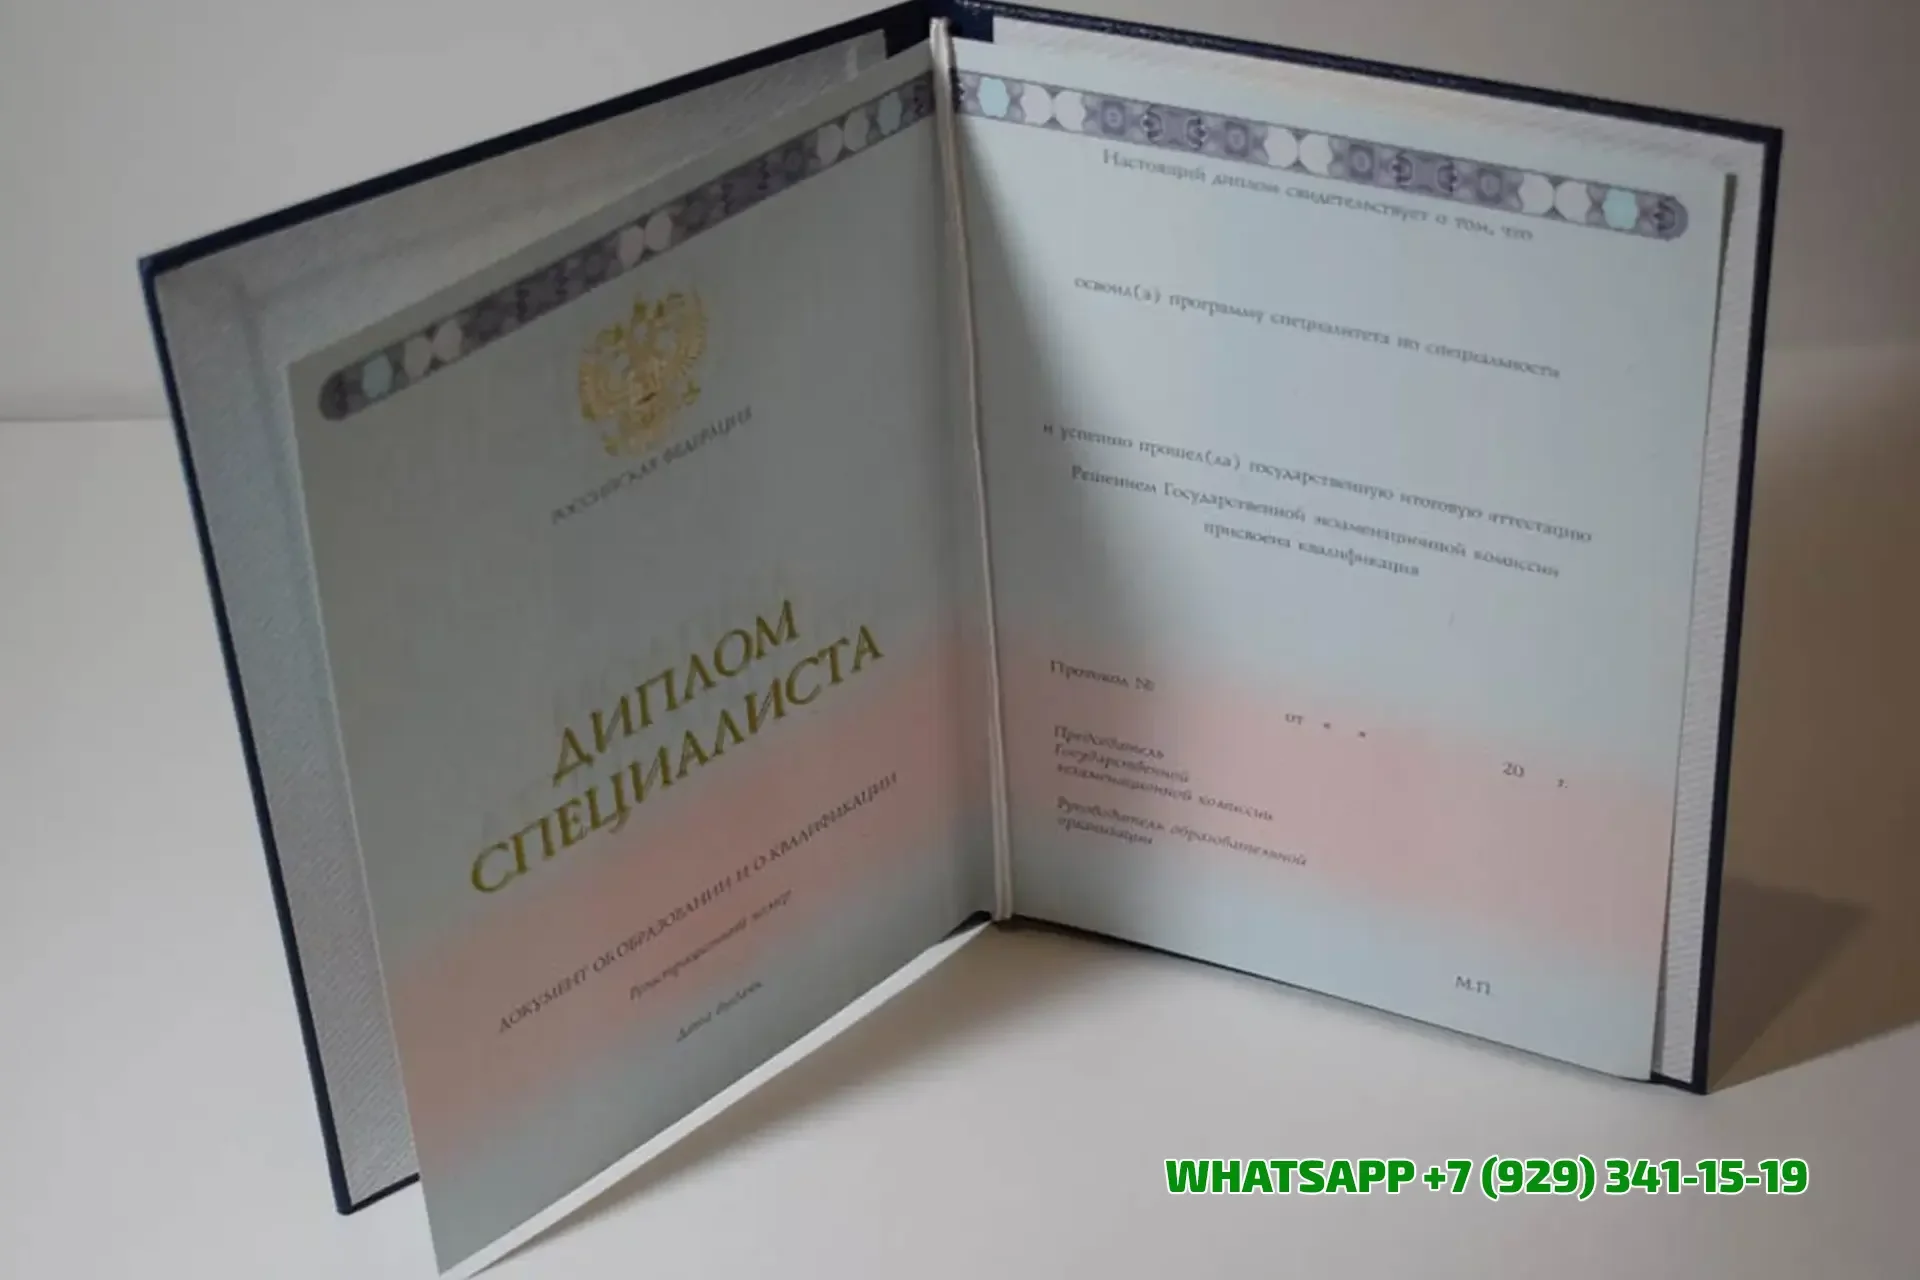 РОССИЙСКАЯ ФЕДЕРАЦИЯ
ДИПЛОМ
СПЕЦИАЛИСТА
ДОКУМЕНТ ОБ ОБРАЗОВАНИИ И О КВАЛИФИКАЦИИ
Регистрационный номер
Дата выдачи
Настоящий диплом свидетельствует о том, что
освоил(а) программу специалитета по специальности
и успешно прошел(ла) государственную итоговую аттестацию
Решением Государственной экзаменационной комиссии
присвоена квалификация
Протокол №
от « »
20 г.
Председатель
Государственной
экзаменационной комиссии
Руководитель образовательной
организации
М.П.
WHATSAPP +7 (929) 341-15-19